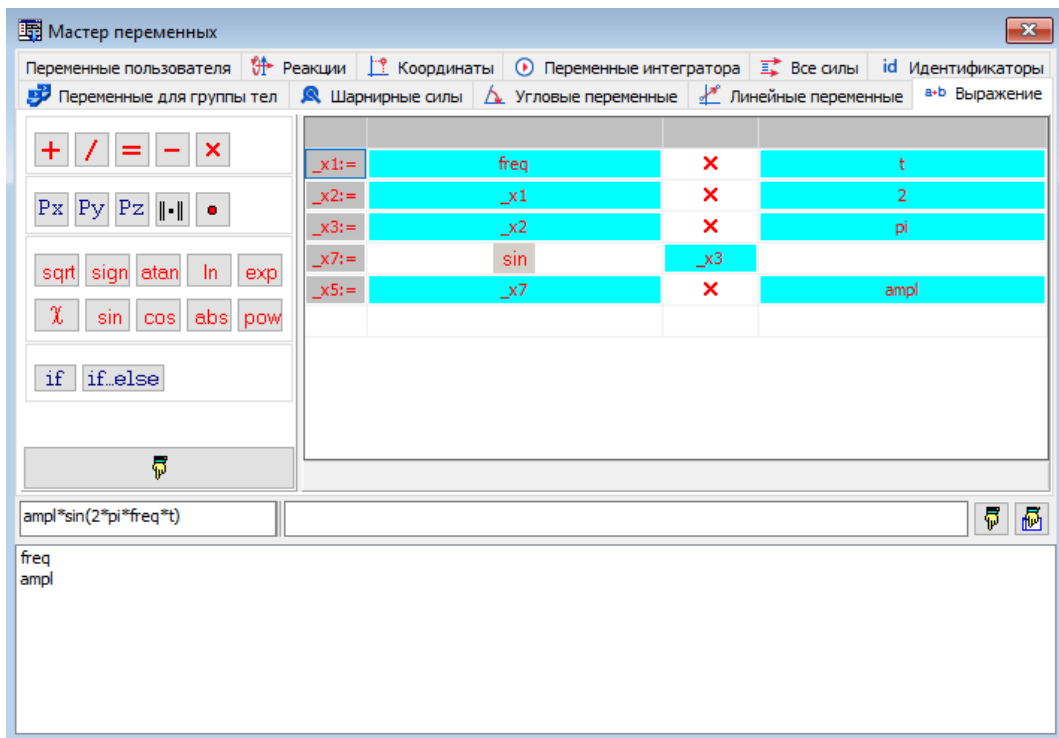 Мастер переменных
Переменные пользователя Реакции Координаты Переменные интегратора Все силы id Идентификаторы
Переменные для группы тел Шарнирные силы Угловые переменные Линейные переменные a+b Выражение
+ / = − ×
Px Py Pz ||▪|| •
sqrt sign atan ln exp
χ sin cos abs pow
if if...else
_x1:= freq × t
_x2:= _x1 × 2
_x3:= _x2 × pi
_x7:= sin _x3
_x5:= _x7 × ampl
ampl*sin(2*pi*freq*t)
freq
ampl